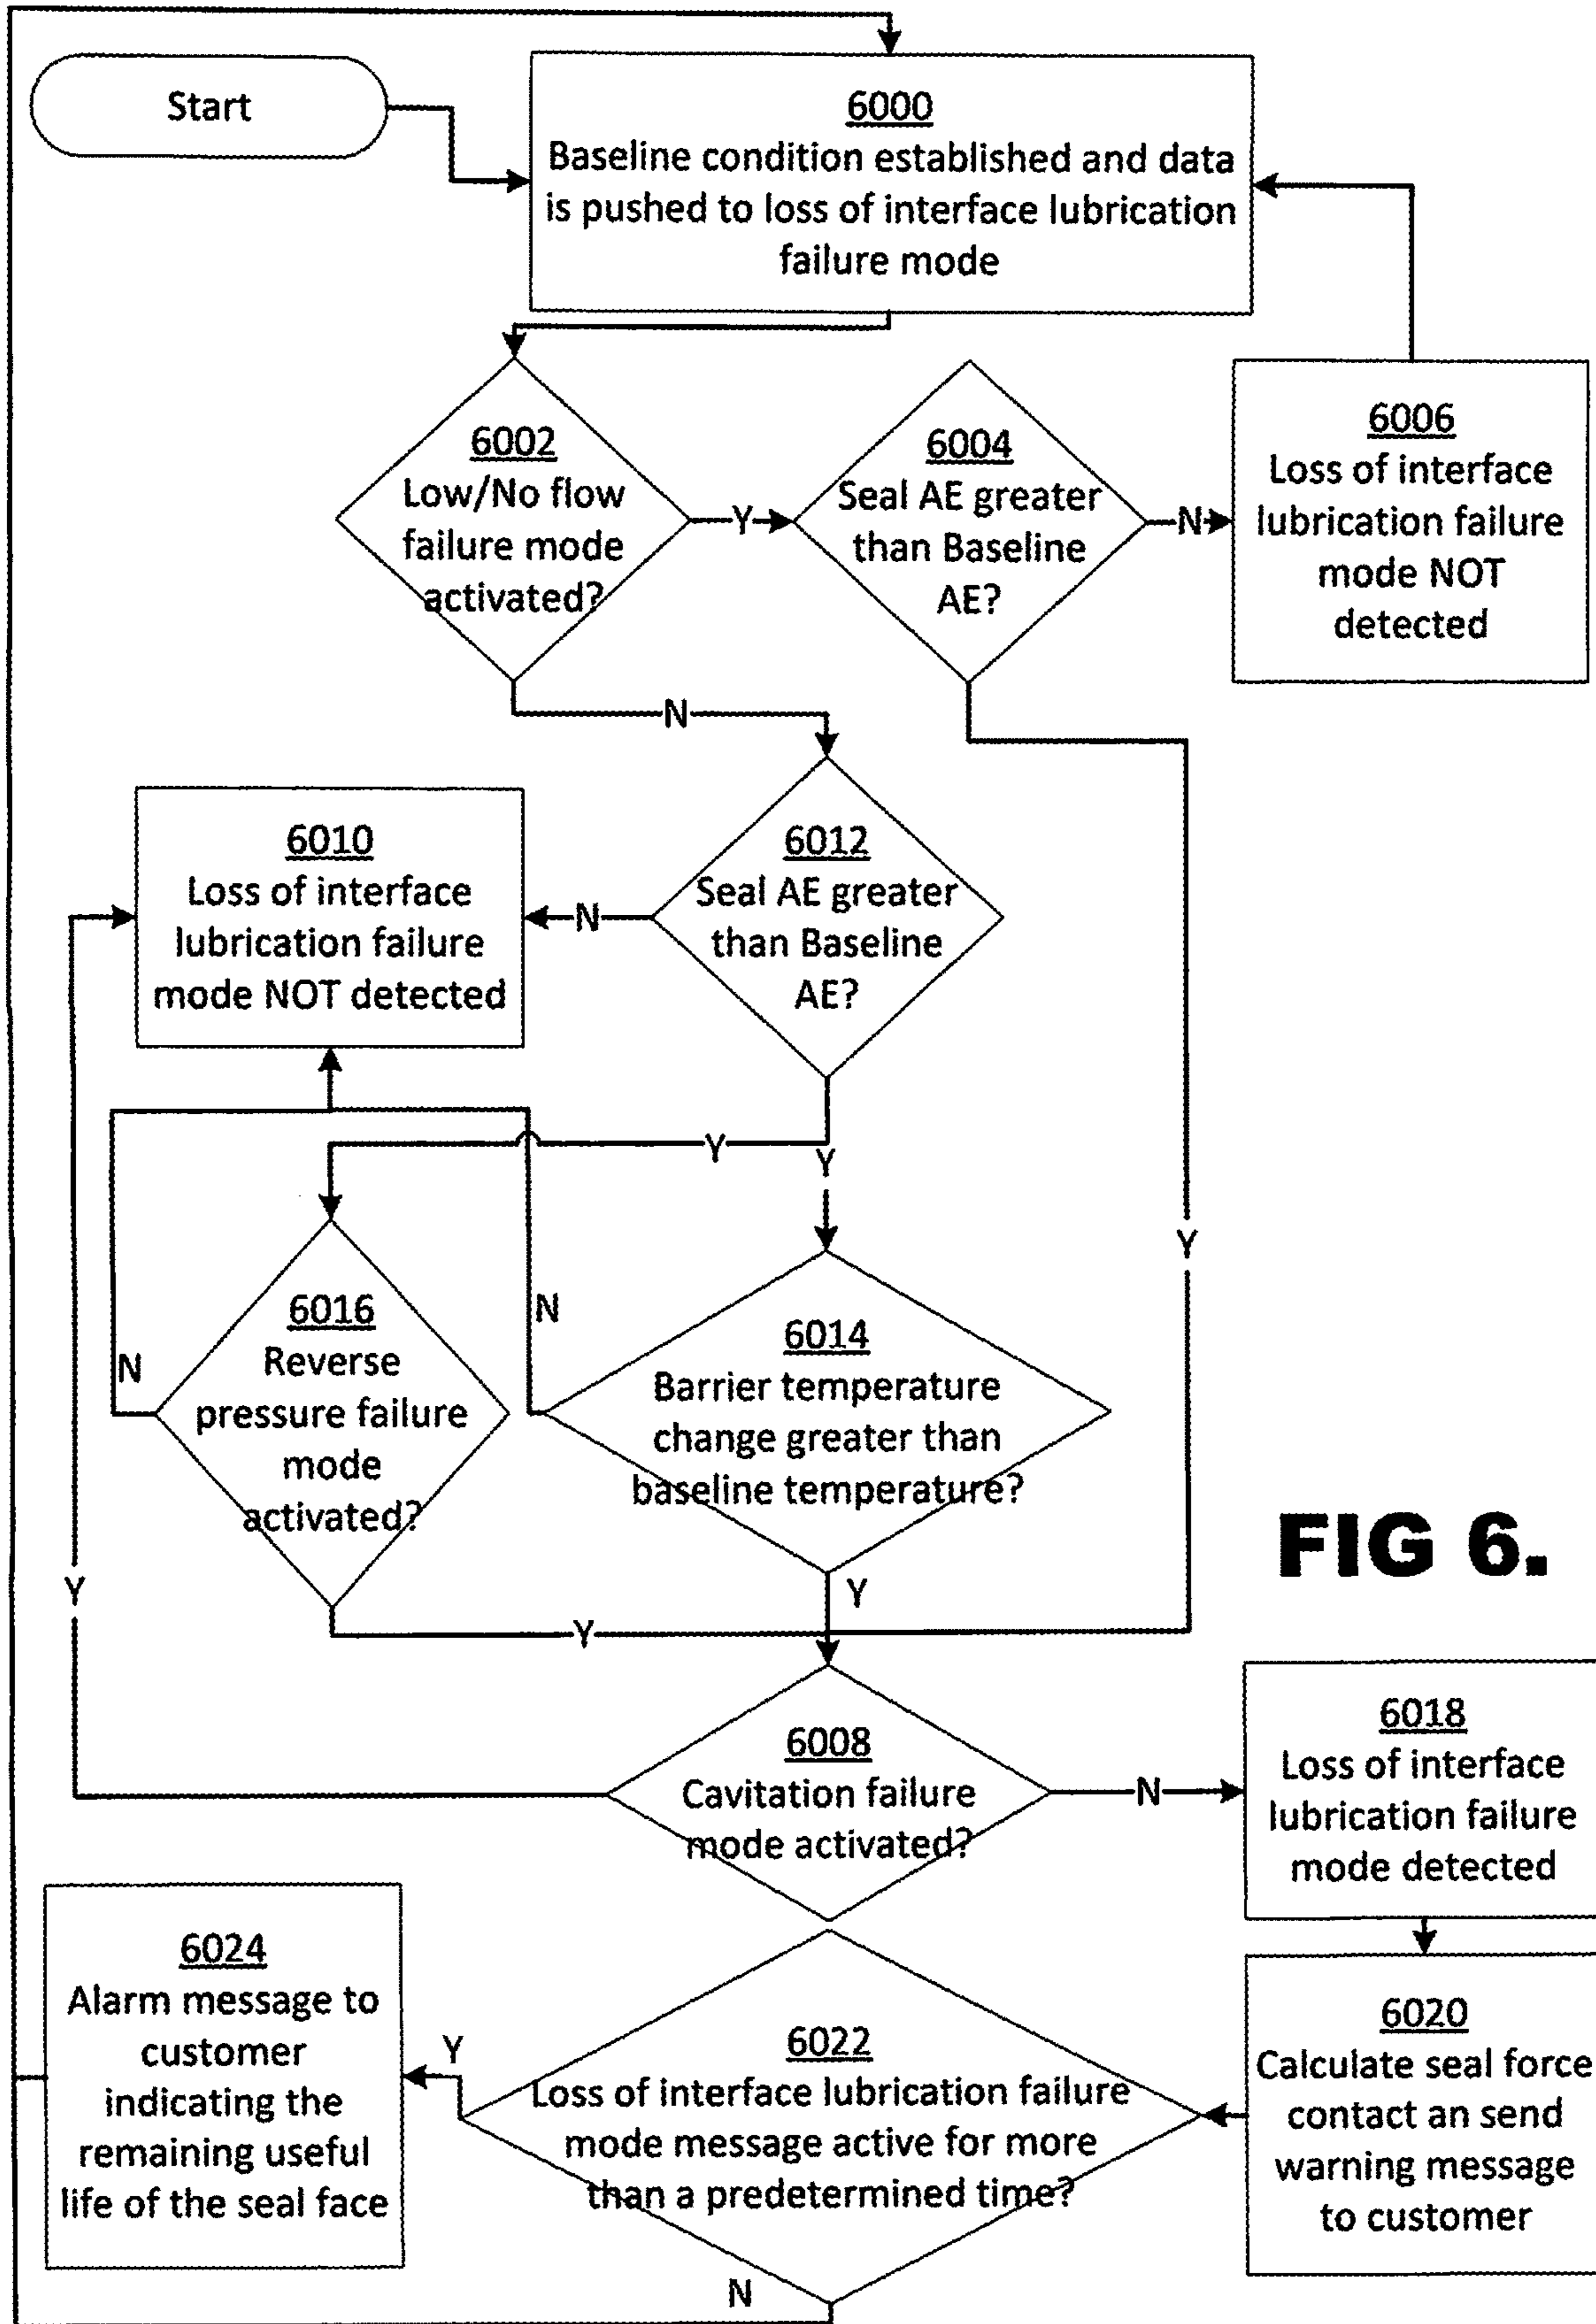 Start
6000
Baseline condition established and data
is pushed to loss of interface lubrication
failure mode
6002
Low/No flow
failure mode
activated?
Y
6004
Seal AE greater
than Baseline
AE?
N
6006
Loss of interface
lubrication failure
mode NOT
detected
N
6010
Loss of interface
lubrication failure
mode NOT detected
N
6012
Seal AE greater
than Baseline
AE?
Y
Y
Y
N
6016
Reverse
pressure failure
mode
activated?
N
6014
Barrier temperature
change greater than
baseline temperature?
FIG 6.
Y
Y
Y
6008
Cavitation failure
mode activated?
N
6018
Loss of interface
lubrication failure
mode detected
6024
Alarm message to
customer
indicating the
remaining useful
life of the seal face
Y
6022
Loss of interface lubrication failure
mode message active for more
than a predetermined time?
6020
Calculate seal force
contact an send
warning message
to customer
N